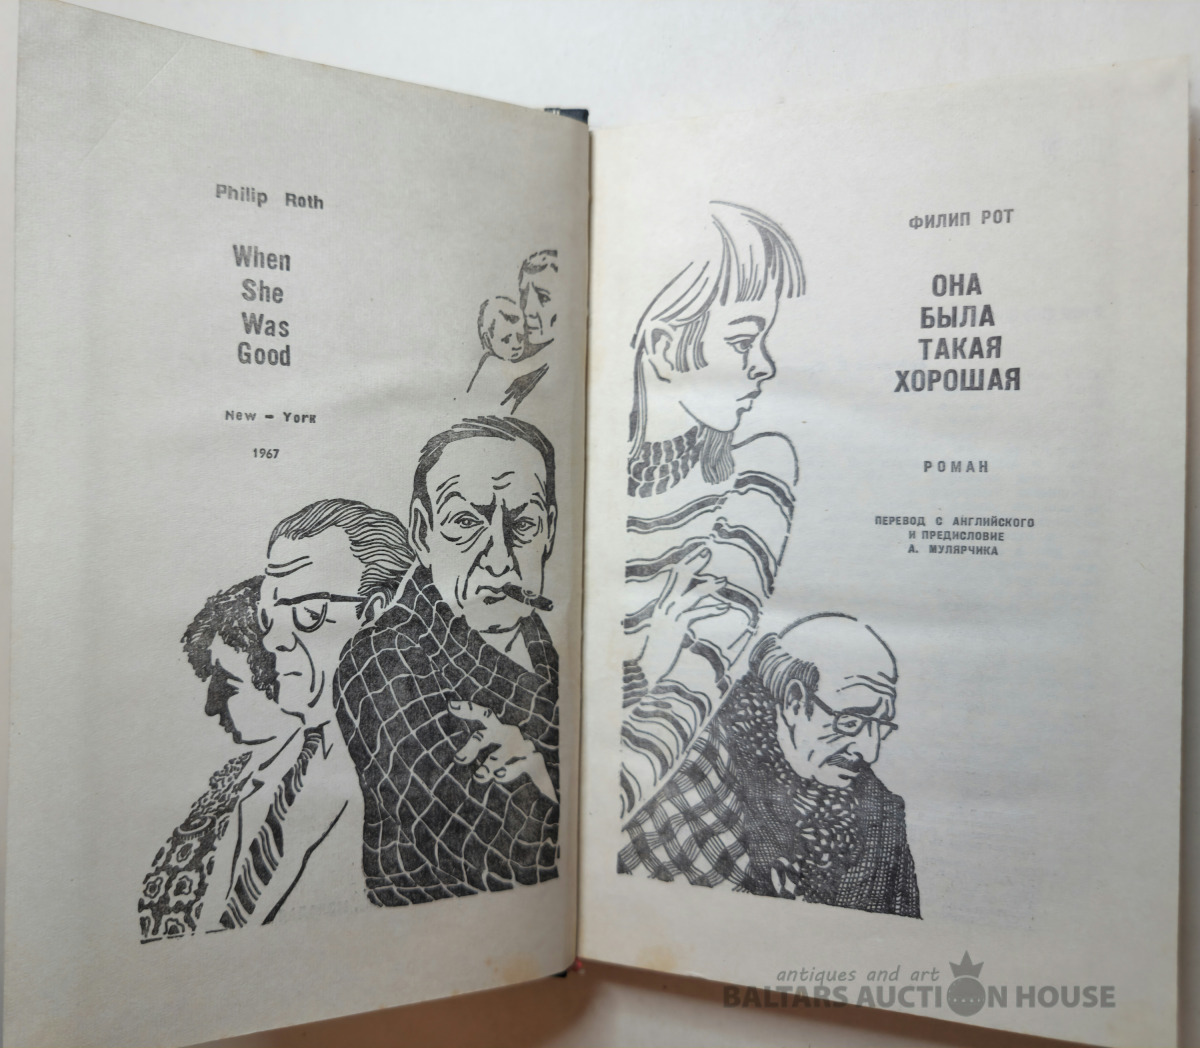 Philip Roth
When
She
Was
Good
New - York
1967
ФИЛИП РОТ
ОНА
БЫЛА
ТАКАЯ
ХОРОШАЯ
РОМАН
ПЕРЕВОД С АНГЛИЙСКОГО
И ПРЕДИСЛОВИЕ
А. МУЛЯРЧИКА
antiques and art
BALTARS AUCTION HOUSE